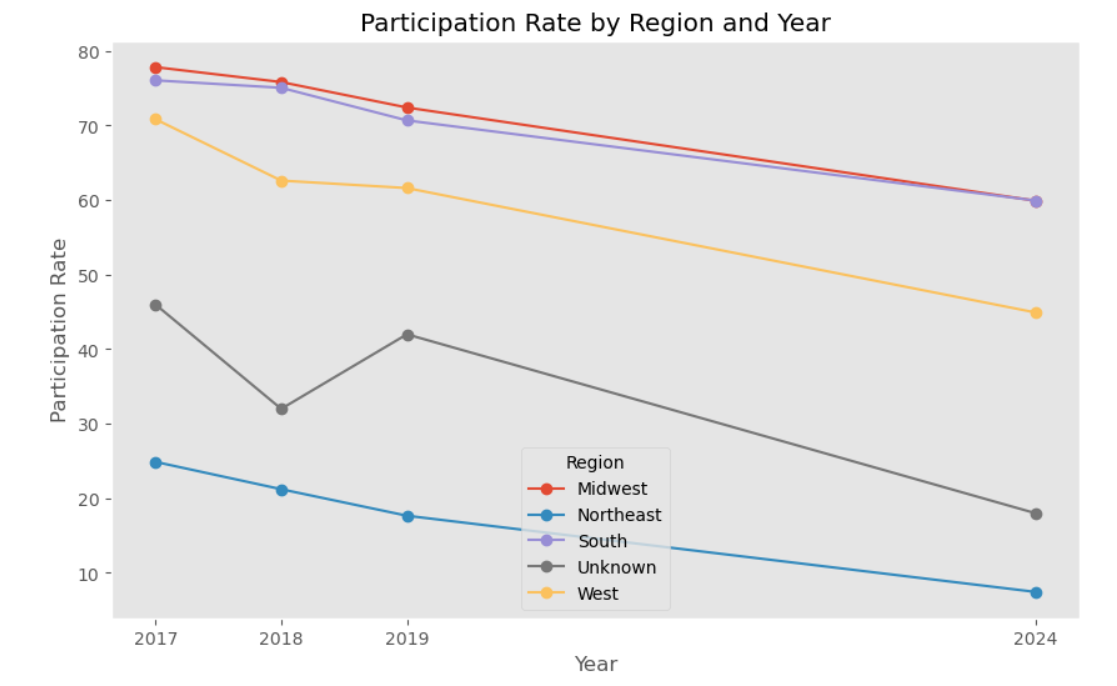 Participation Rate by Region and Year
Participation Rate
80
70
60
50
40
30
20
10
Region
Midwest
Northeast
South
Unknown
West
2017 2018 2019 2024
Year